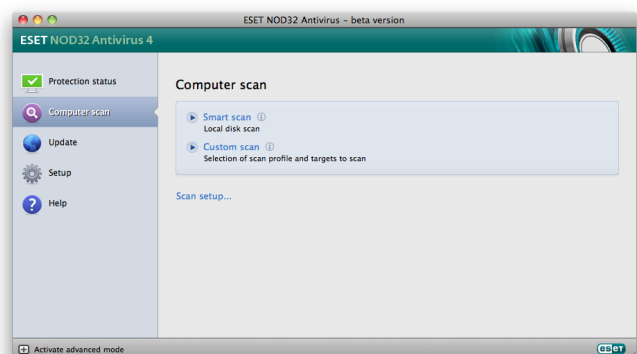 ESET NOD32 Antivirus – beta version
ESET NOD32 Antivirus 4
Protection status
Computer scan
Update
Setup
Help
Computer scan
Smart scan
Local disk scan
Custom scan
Selection of scan profile and targets to scan
Scan setup...
Activate advanced mode
eseT